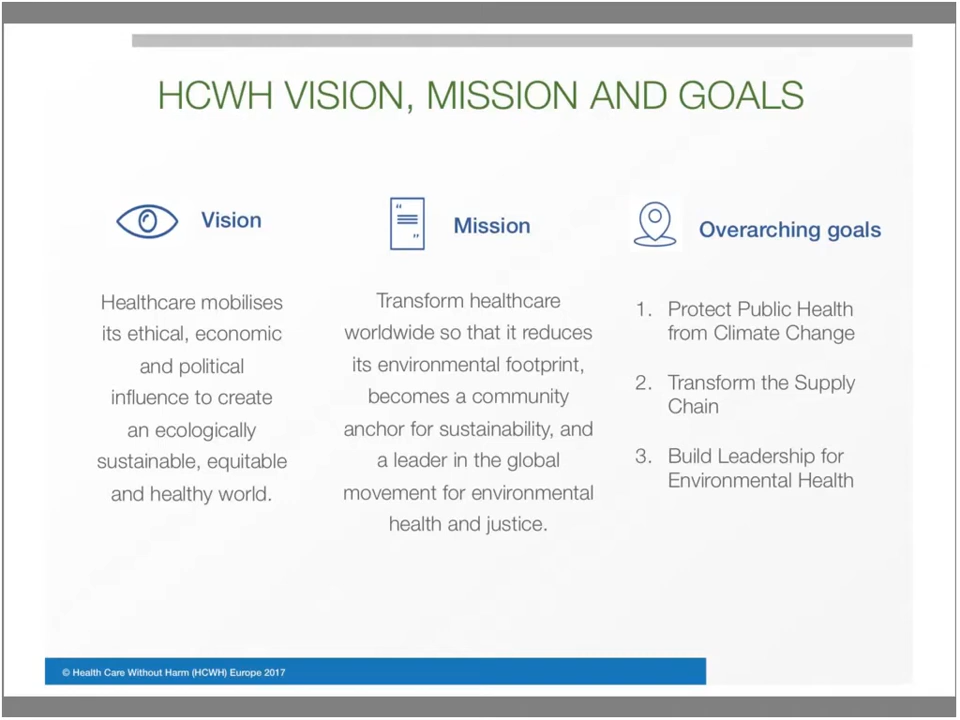 HCWH VISION, MISSION AND GOALS
Vision
Healthcare mobilises
its ethical, economic
and political
influence to create
an ecologically
sustainable, equitable
and healthy world.
“
”
Mission
Transform healthcare
worldwide so that it reduces
its environmental footprint,
becomes a community
anchor for sustainability, and
a leader in the global
movement for environmental
health and justice.
Overarching goals
1. Protect Public Health
from Climate Change
2. Transform the Supply
Chain
3. Build Leadership for
Environmental Health
© Health Care Without Harm (HCWH) Europe 2017